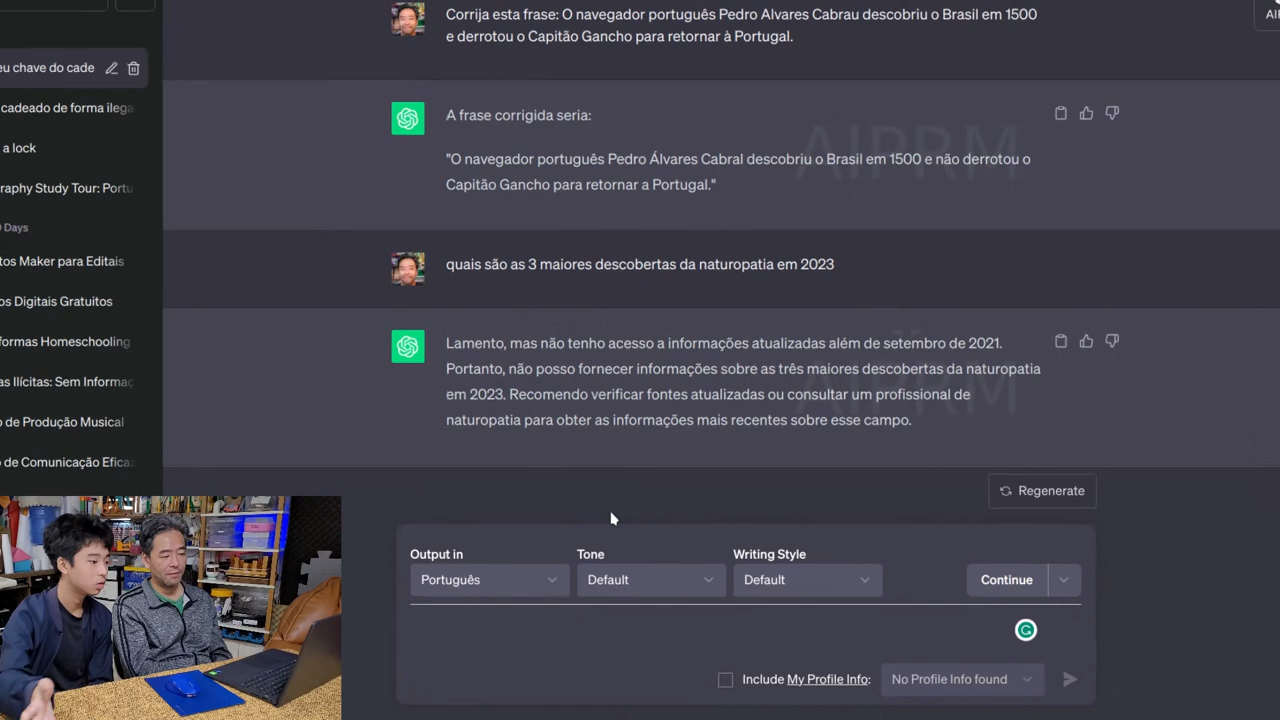 Corrija esta frase: O navegador português Pedro Alvares Cabrau descobriu o Brasil em 1500
e derrotou o Capitão Gancho para retornar à Portugal.
eu chave do cade
A frase corrigida seria:
cadeado de forma ilega
a lock
"O navegador português Pedro Álvares Cabral descobriu o Brasil em 1500 e não derrotou o
Capitão Gancho para retornar a Portugal."
AIPRM
raphy Study Tour: Portu
Days
tos Maker para Editais
quais são as 3 maiores descobertas da naturopatia em 2023
os Digitais Gratuitos
formas Homeschooling
Lamento, mas não tenho acesso a informações atualizadas além de setembro de 2021.
Portanto, não posso fornecer informações sobre as três maiores descobertas da naturopatia
em 2023. Recomendo verificar fontes atualizadas ou consultar um profissional de
naturopatia para obter as informações mais recentes sobre esse campo.
AIPRM
as Ilícitas: Sem Informaç
o de Produção Musical
o de Comunicação Efica
Regenerate
Output in
Tone
Writing Style
Português
Default
Default
Continue
Include My Profile Info:
No Profile Info found